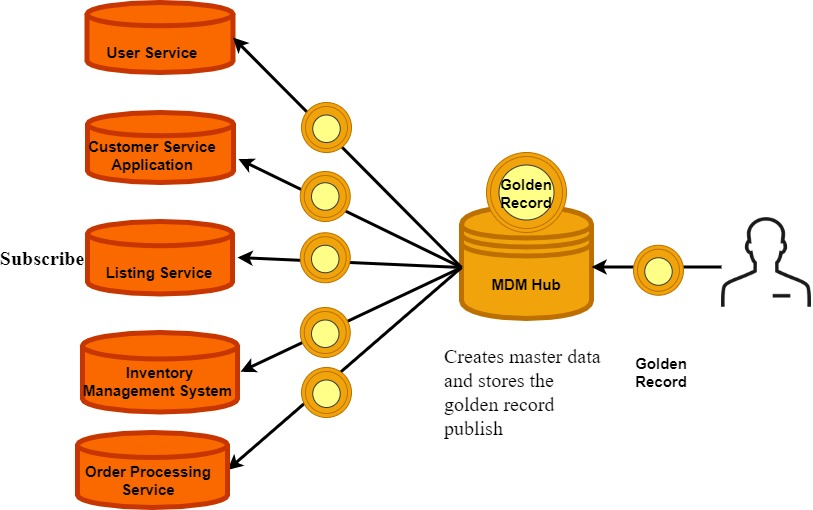 User Service
Customer Service
Application
Subscribe
Listing Service
Inventory
Management System
Order Processing
Service
Golden
Record
MDM Hub
Creates master data
and stores the
golden record
publish
Golden
Record